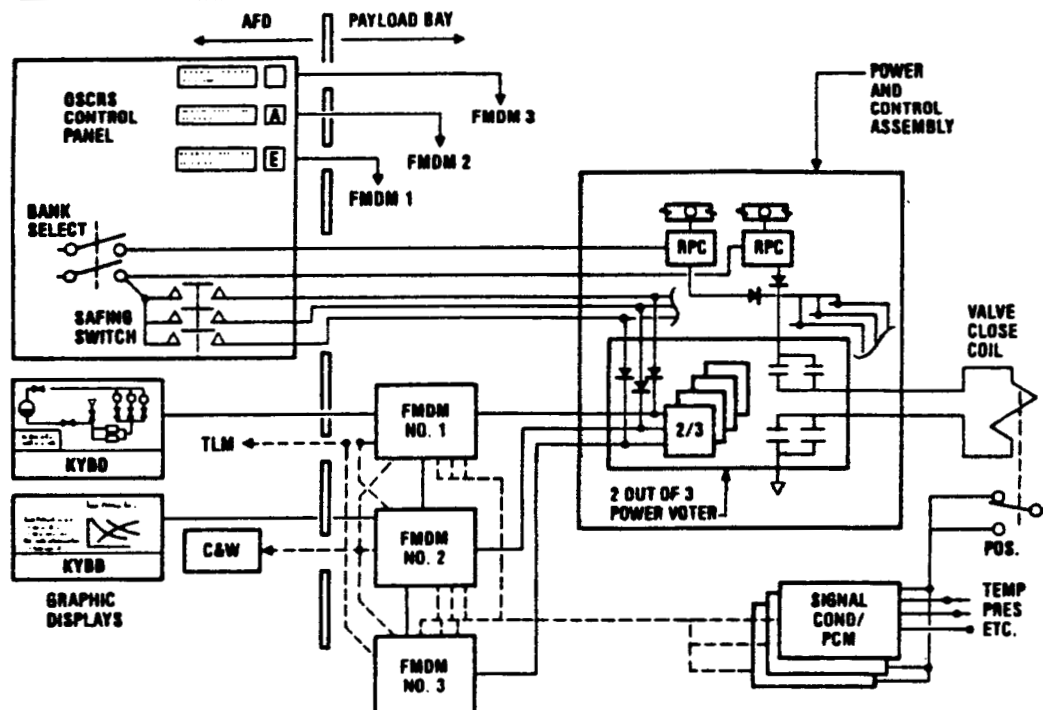 AFD
PAYLOAD BAY
OSCRS
CONTROL
PANEL
A
E
FMDM 3
FMDM 2
FMDM 1
POWER
AND
CONTROL
ASSEMBLY
BANK
SELECT
RPC
RPC
SAFING
SWITCH
VALVE
CLOSE
COIL
KYBD
TLM
FMDM
NO. 1
2/3
2 OUT OF 3
POWER VOTER
KYBD
C&W
FMDM
NO. 2
POS.
GRAPHIC
DISPLAYS
FMDM
NO. 3
SIGNAL
COND/
PCM
TEMP
PRES
ETC.